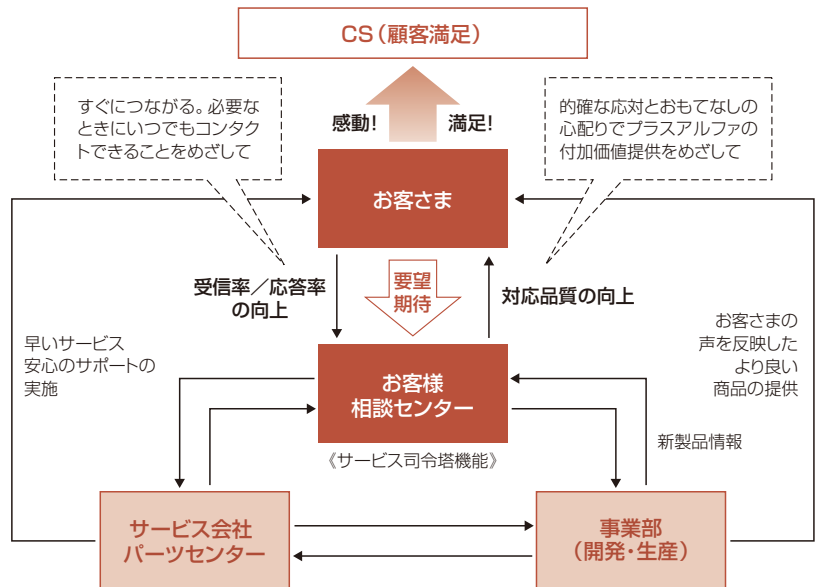 CS（顧客満足）
すぐにつながる。必要な
ときにいつでもコンタク
トできることをめざして
感動！
満足！
的確な応対とおもてなしの
心配りでプラスアルファの
付加価値提供をめざして
お客さま
受信率／応答率
の向上
要望
期待
対応品質の向上
早いサービス
安心のサポートの
実施
お客さまの
声を反映した
より良い
商品の提供
お客様
相談センター
《サービス司令塔機能》
新製品情報
サービス会社
パーツセンター
事業部
（開発・生産）